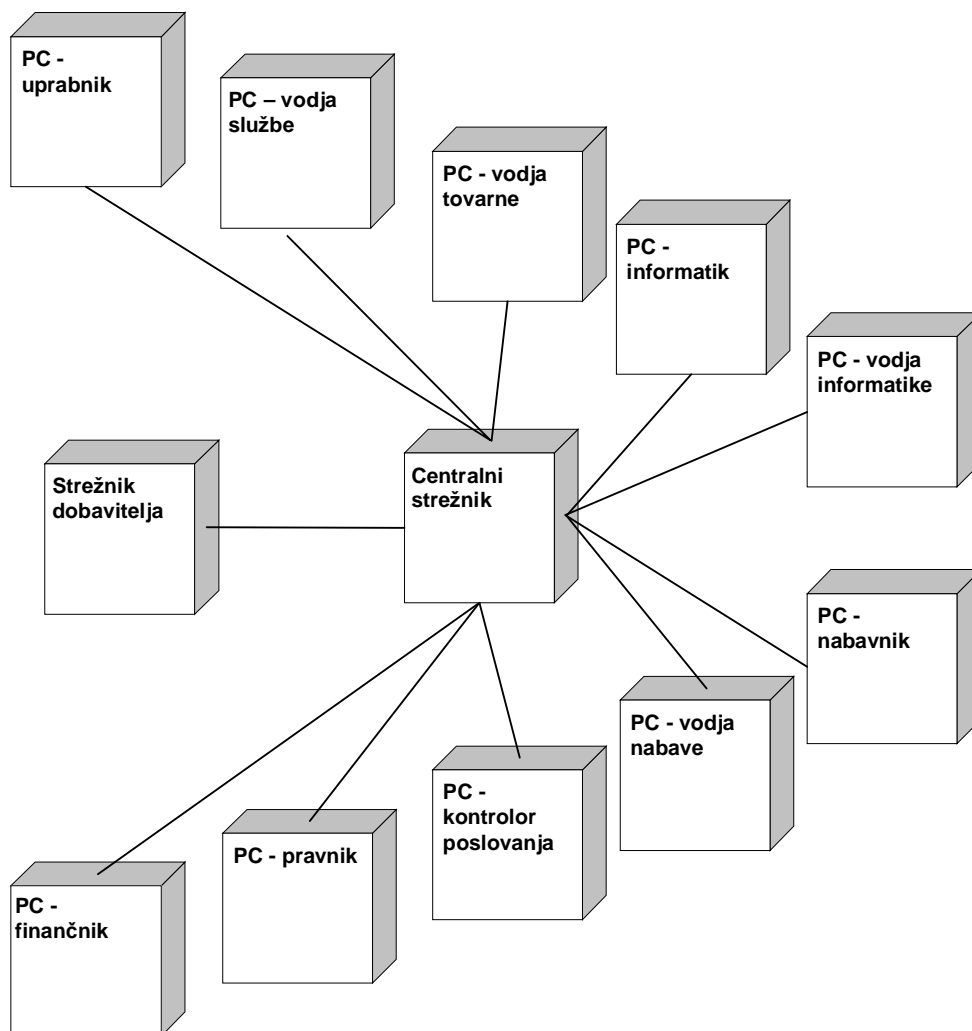 PC -
uprabnik
PC – vodja
službe
PC - vodja
tovarne
PC -
informatik
PC - vodja
informatike
Strežnik
dobavitelja
Centralni
strežnik
PC -
nabavnik
PC - vodja
nabave
PC -
kontrolor
poslovanja
PC - pravnik
PC -
finančnik